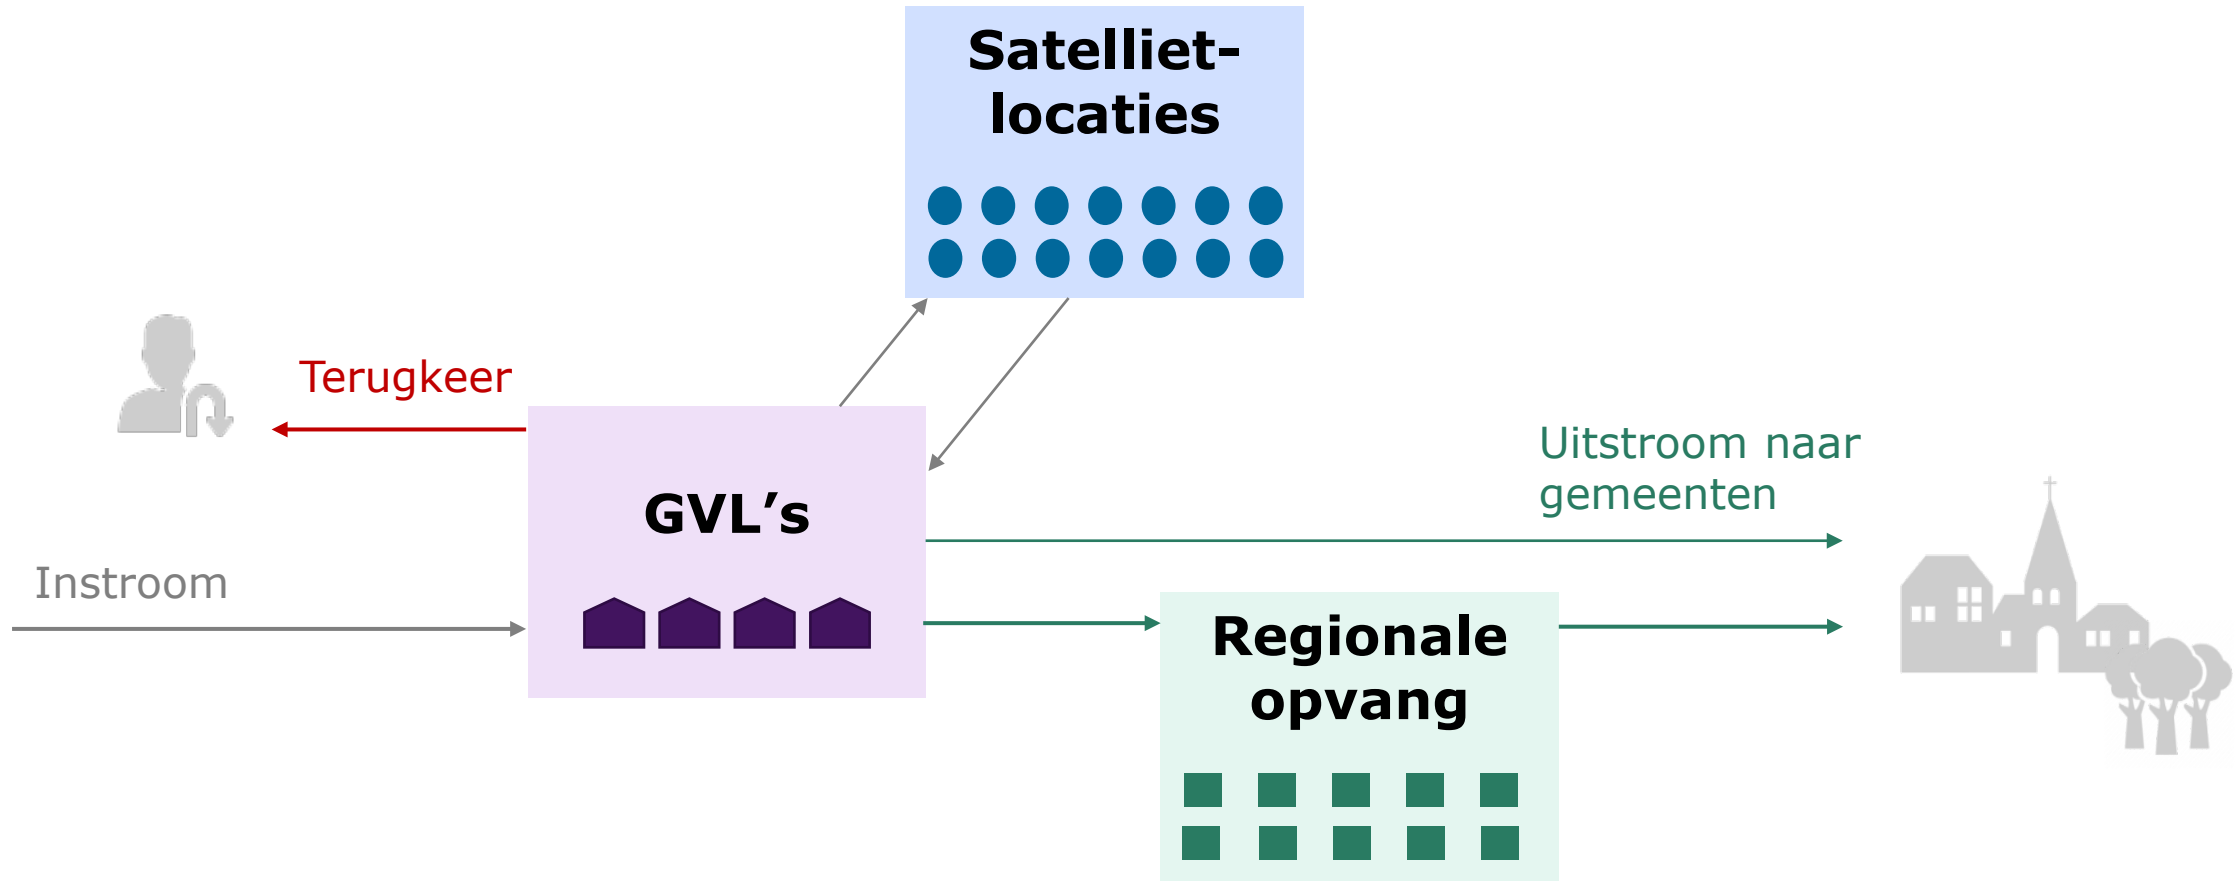 Satelliet-
locaties
Terugkeer
Uitstroom naar
gemeenten
GVL’s
Instroom
Regionale
opvang